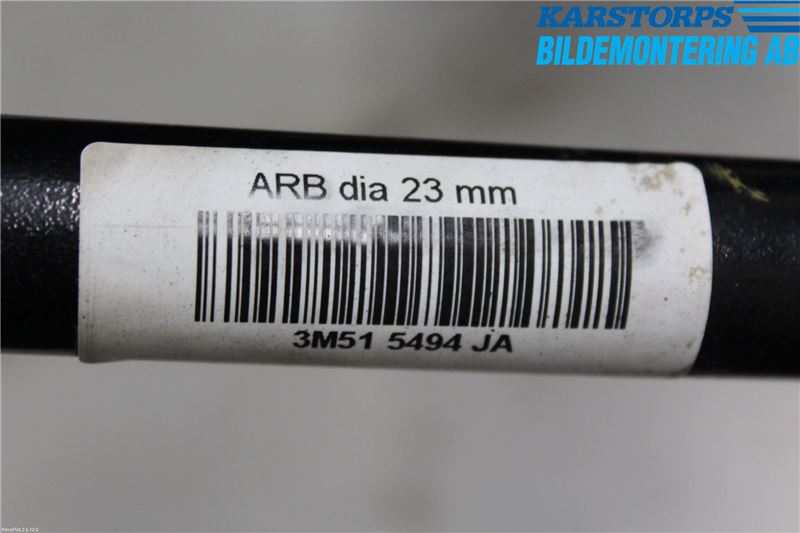 KARSTORPS
BILDEMONTERING AB
ARB dia 23 mm
3M51 5494 JA